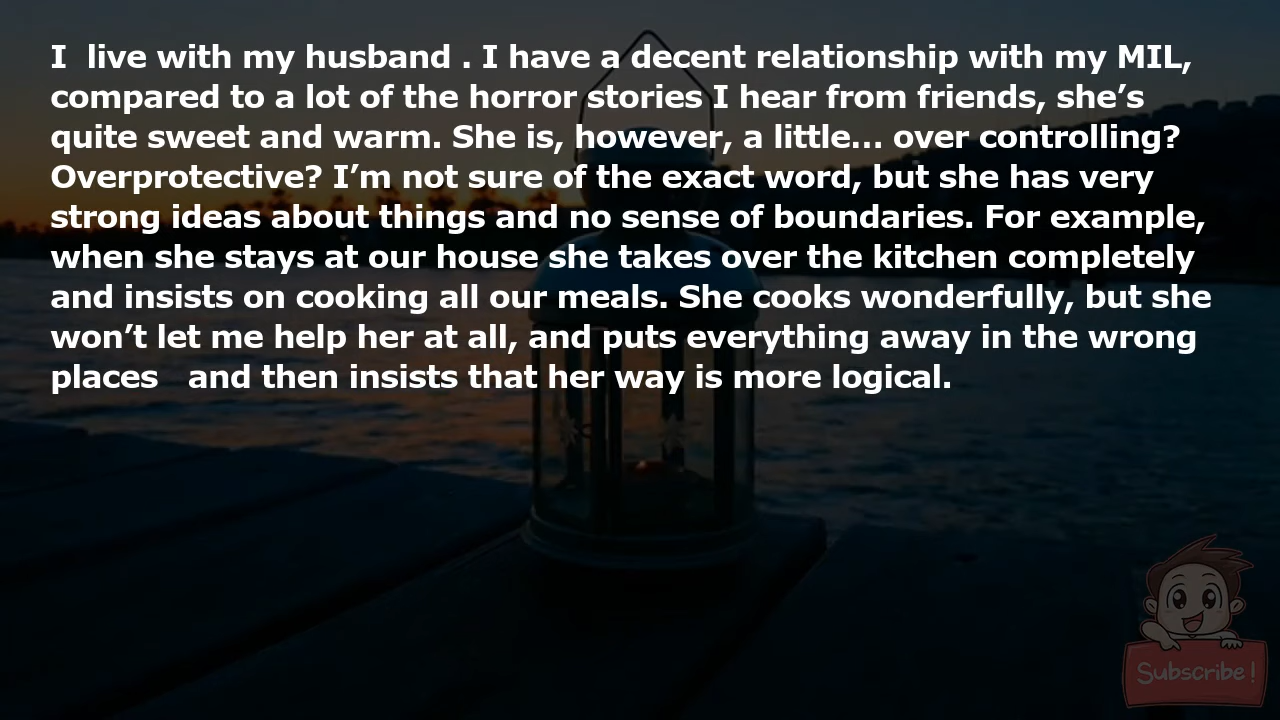 I  live with my husband . I have a decent relationship with my MIL,
compared to a lot of the horror stories I hear from friends, she’s
quite sweet and warm. She is, however, a little… over controlling?
Overprotective? I’m not sure of the exact word, but she has very
strong ideas about things and no sense of boundaries. For example,
when she stays at our house she takes over the kitchen completely
and insists on cooking all our meals. She cooks wonderfully, but she
won’t let me help her at all, and puts everything away in the wrong
places   and then insists that her way is more logical.
Subscribe!